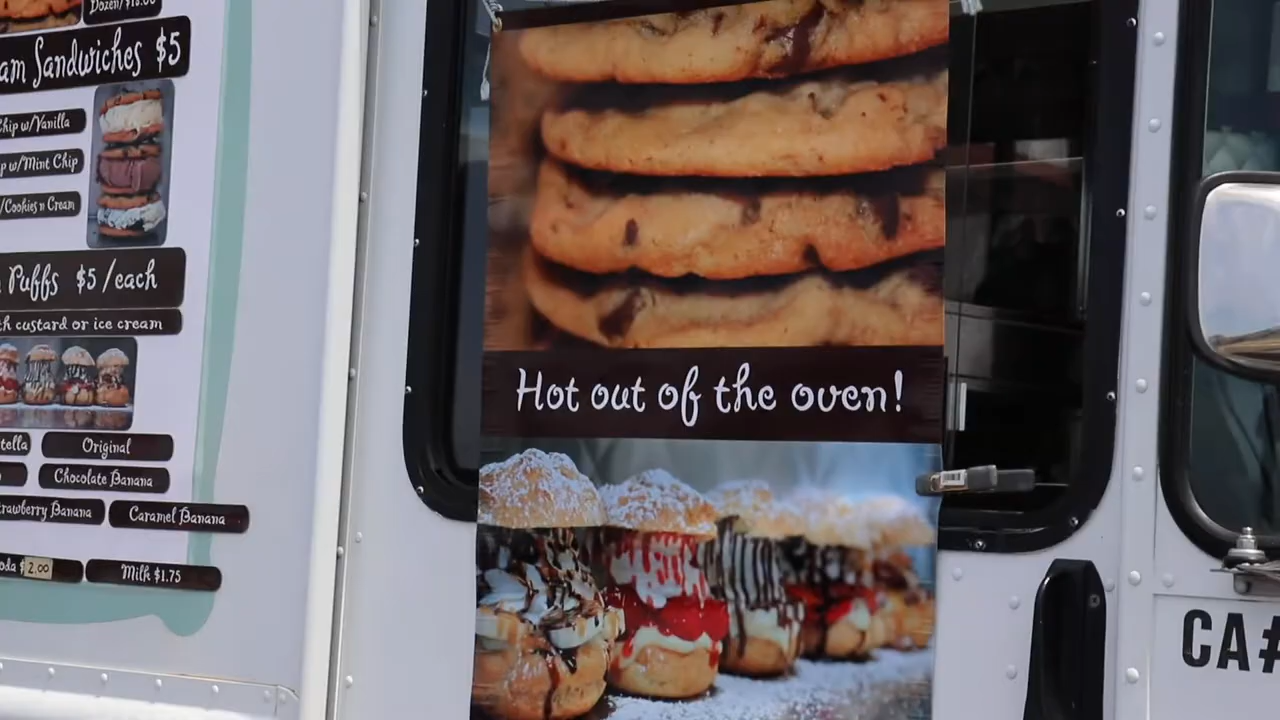 Dozen/$18.00
am Sandwiches $5
Chip w/Vanilla
p w/Mint Chip
/Cookies n Cream
Puffs $5/each
th custard or ice cream
tella
Original
Chocolate Banana
trawberry Banana
Caramel Banana
oda $2.00
Milk $1.75
Hot out of the oven!
CA#